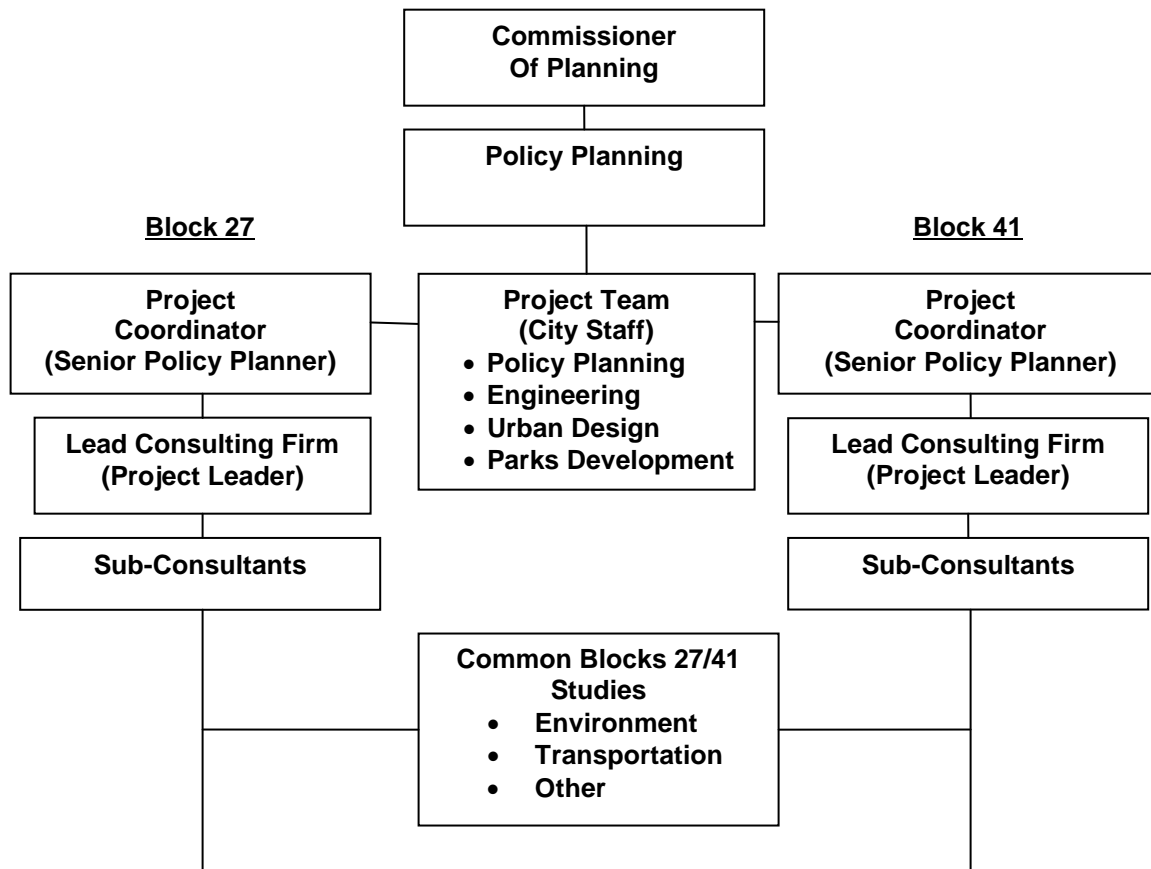 Commissioner
Of Planning
Policy Planning
Block 27
Block 41
Project
Coordinator
(Senior Policy Planner)
Project Team
(City Staff)
• Policy Planning
• Engineering
• Urban Design
• Parks Development
Project
Coordinator
(Senior Policy Planner)
Lead Consulting Firm
(Project Leader)
Lead Consulting Firm
(Project Leader)
Sub-Consultants
Sub-Consultants
Common Blocks 27/41
Studies
• Environment
• Transportation
• Other